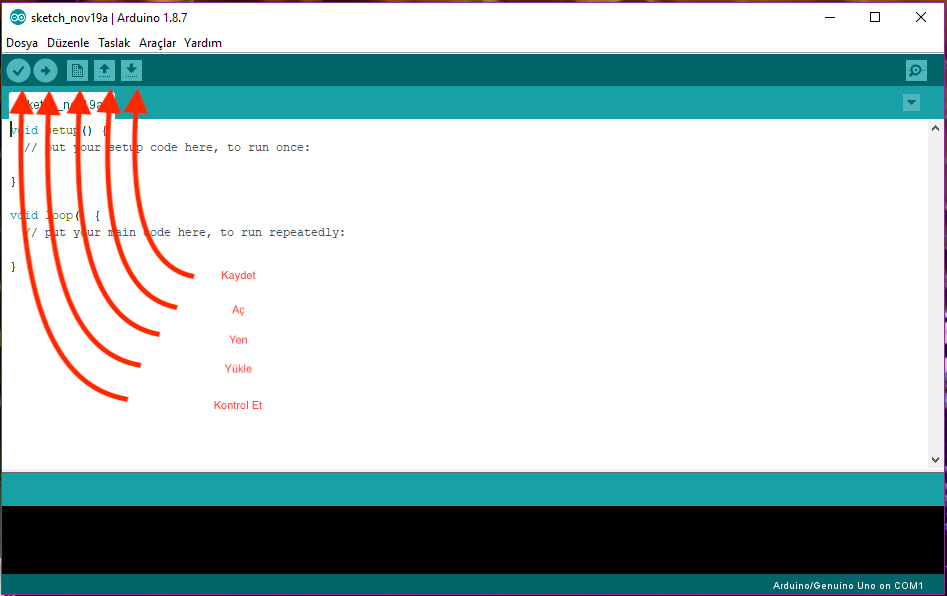 sketch_nov19a | Arduino 1.8.7
Dosya Düzenle Taslak Araçlar Yardım
sketch_nov19a
void setup() {
// put your setup code here, to run once:
}
void loop() {
// put your main code here, to run repeatedly:
}
Kaydet
Aç
Yen
Yükle
Kontrol Et
Arduino/Genuino Uno on COM1